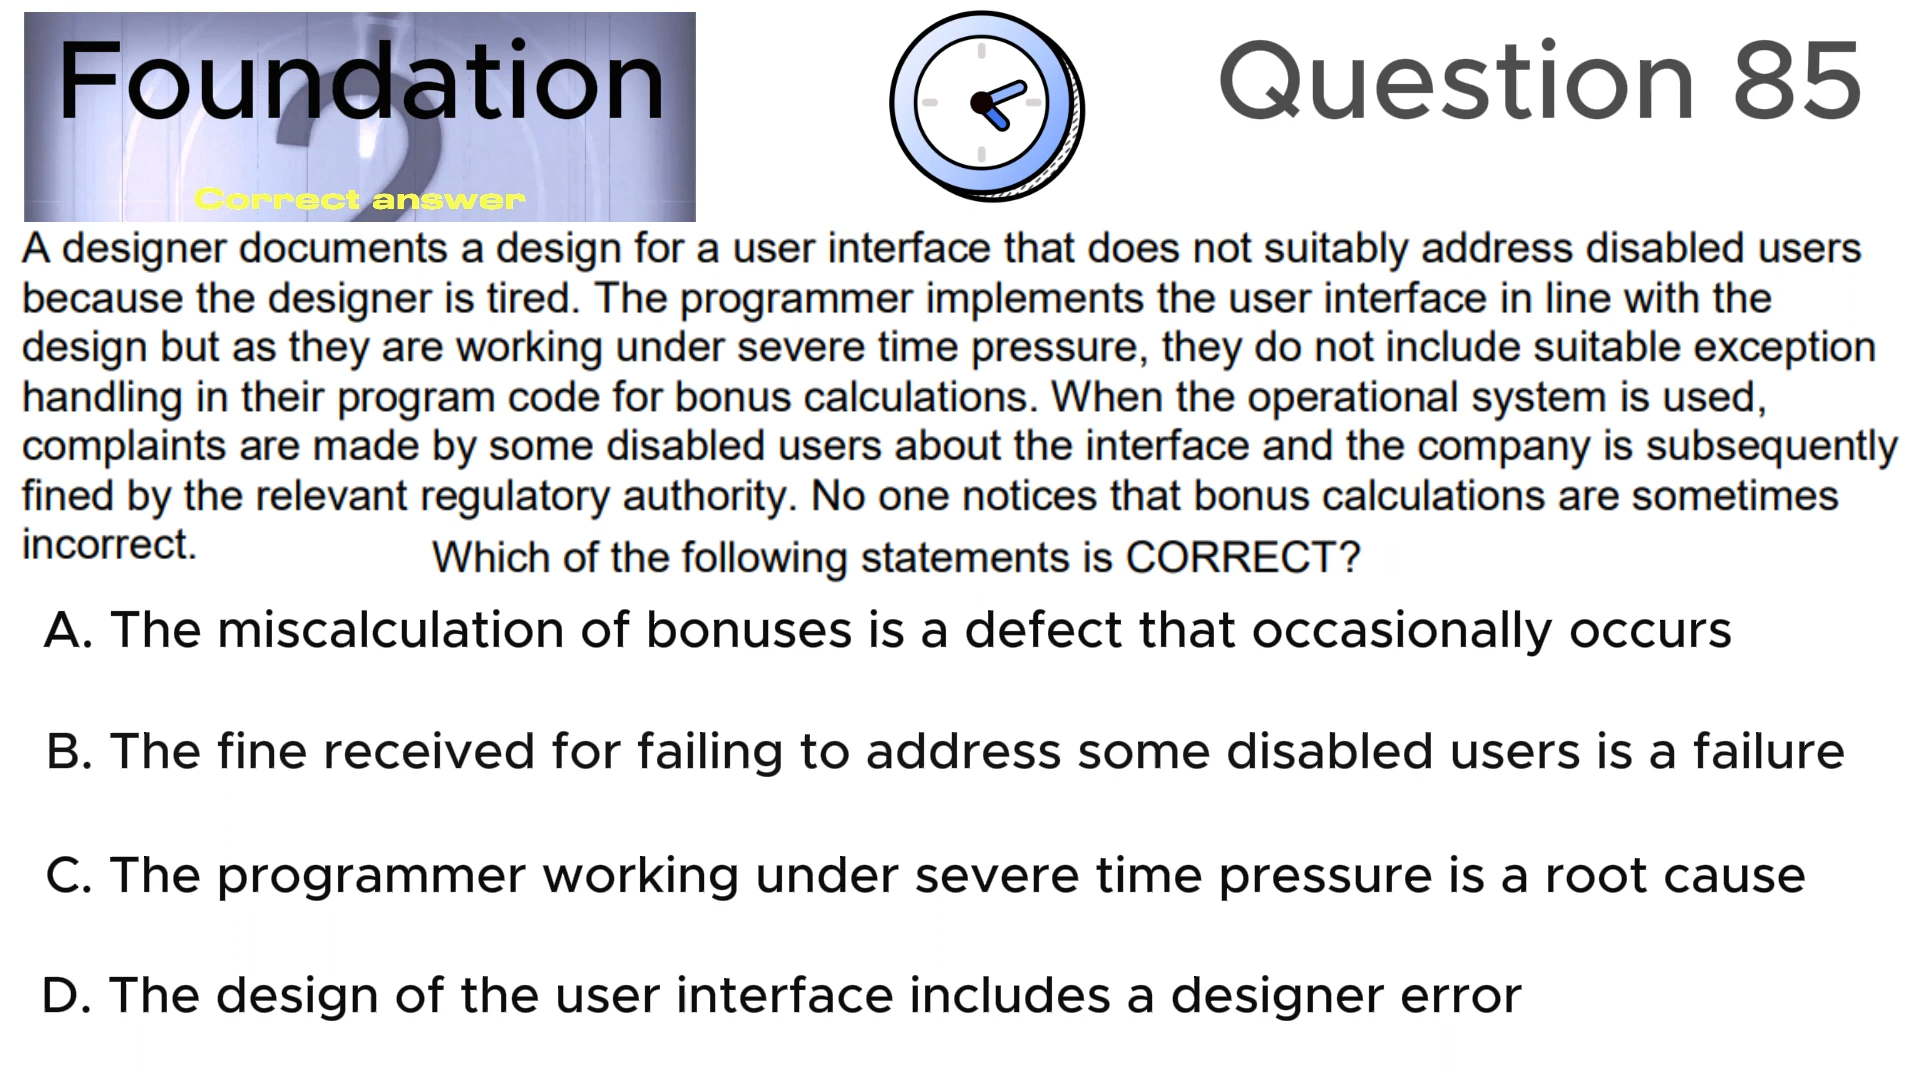 Foundation
Question 85
Correct answer
A designer documents a design for a user interface that does not suitably address disabled users
because the designer is tired. The programmer implements the user interface in line with the
design but as they are working under severe time pressure, they do not include suitable exception
handling in their program code for bonus calculations. When the operational system is used,
complaints are made by some disabled users about the interface and the company is subsequently
fined by the relevant regulatory authority. No one notices that bonus calculations are sometimes
incorrect.
Which of the following statements is CORRECT?
A. The miscalculation of bonuses is a defect that occasionally occurs
B. The fine received for failing to address some disabled users is a failure
C. The programmer working under severe time pressure is a root cause
D. The design of the user interface includes a designer error